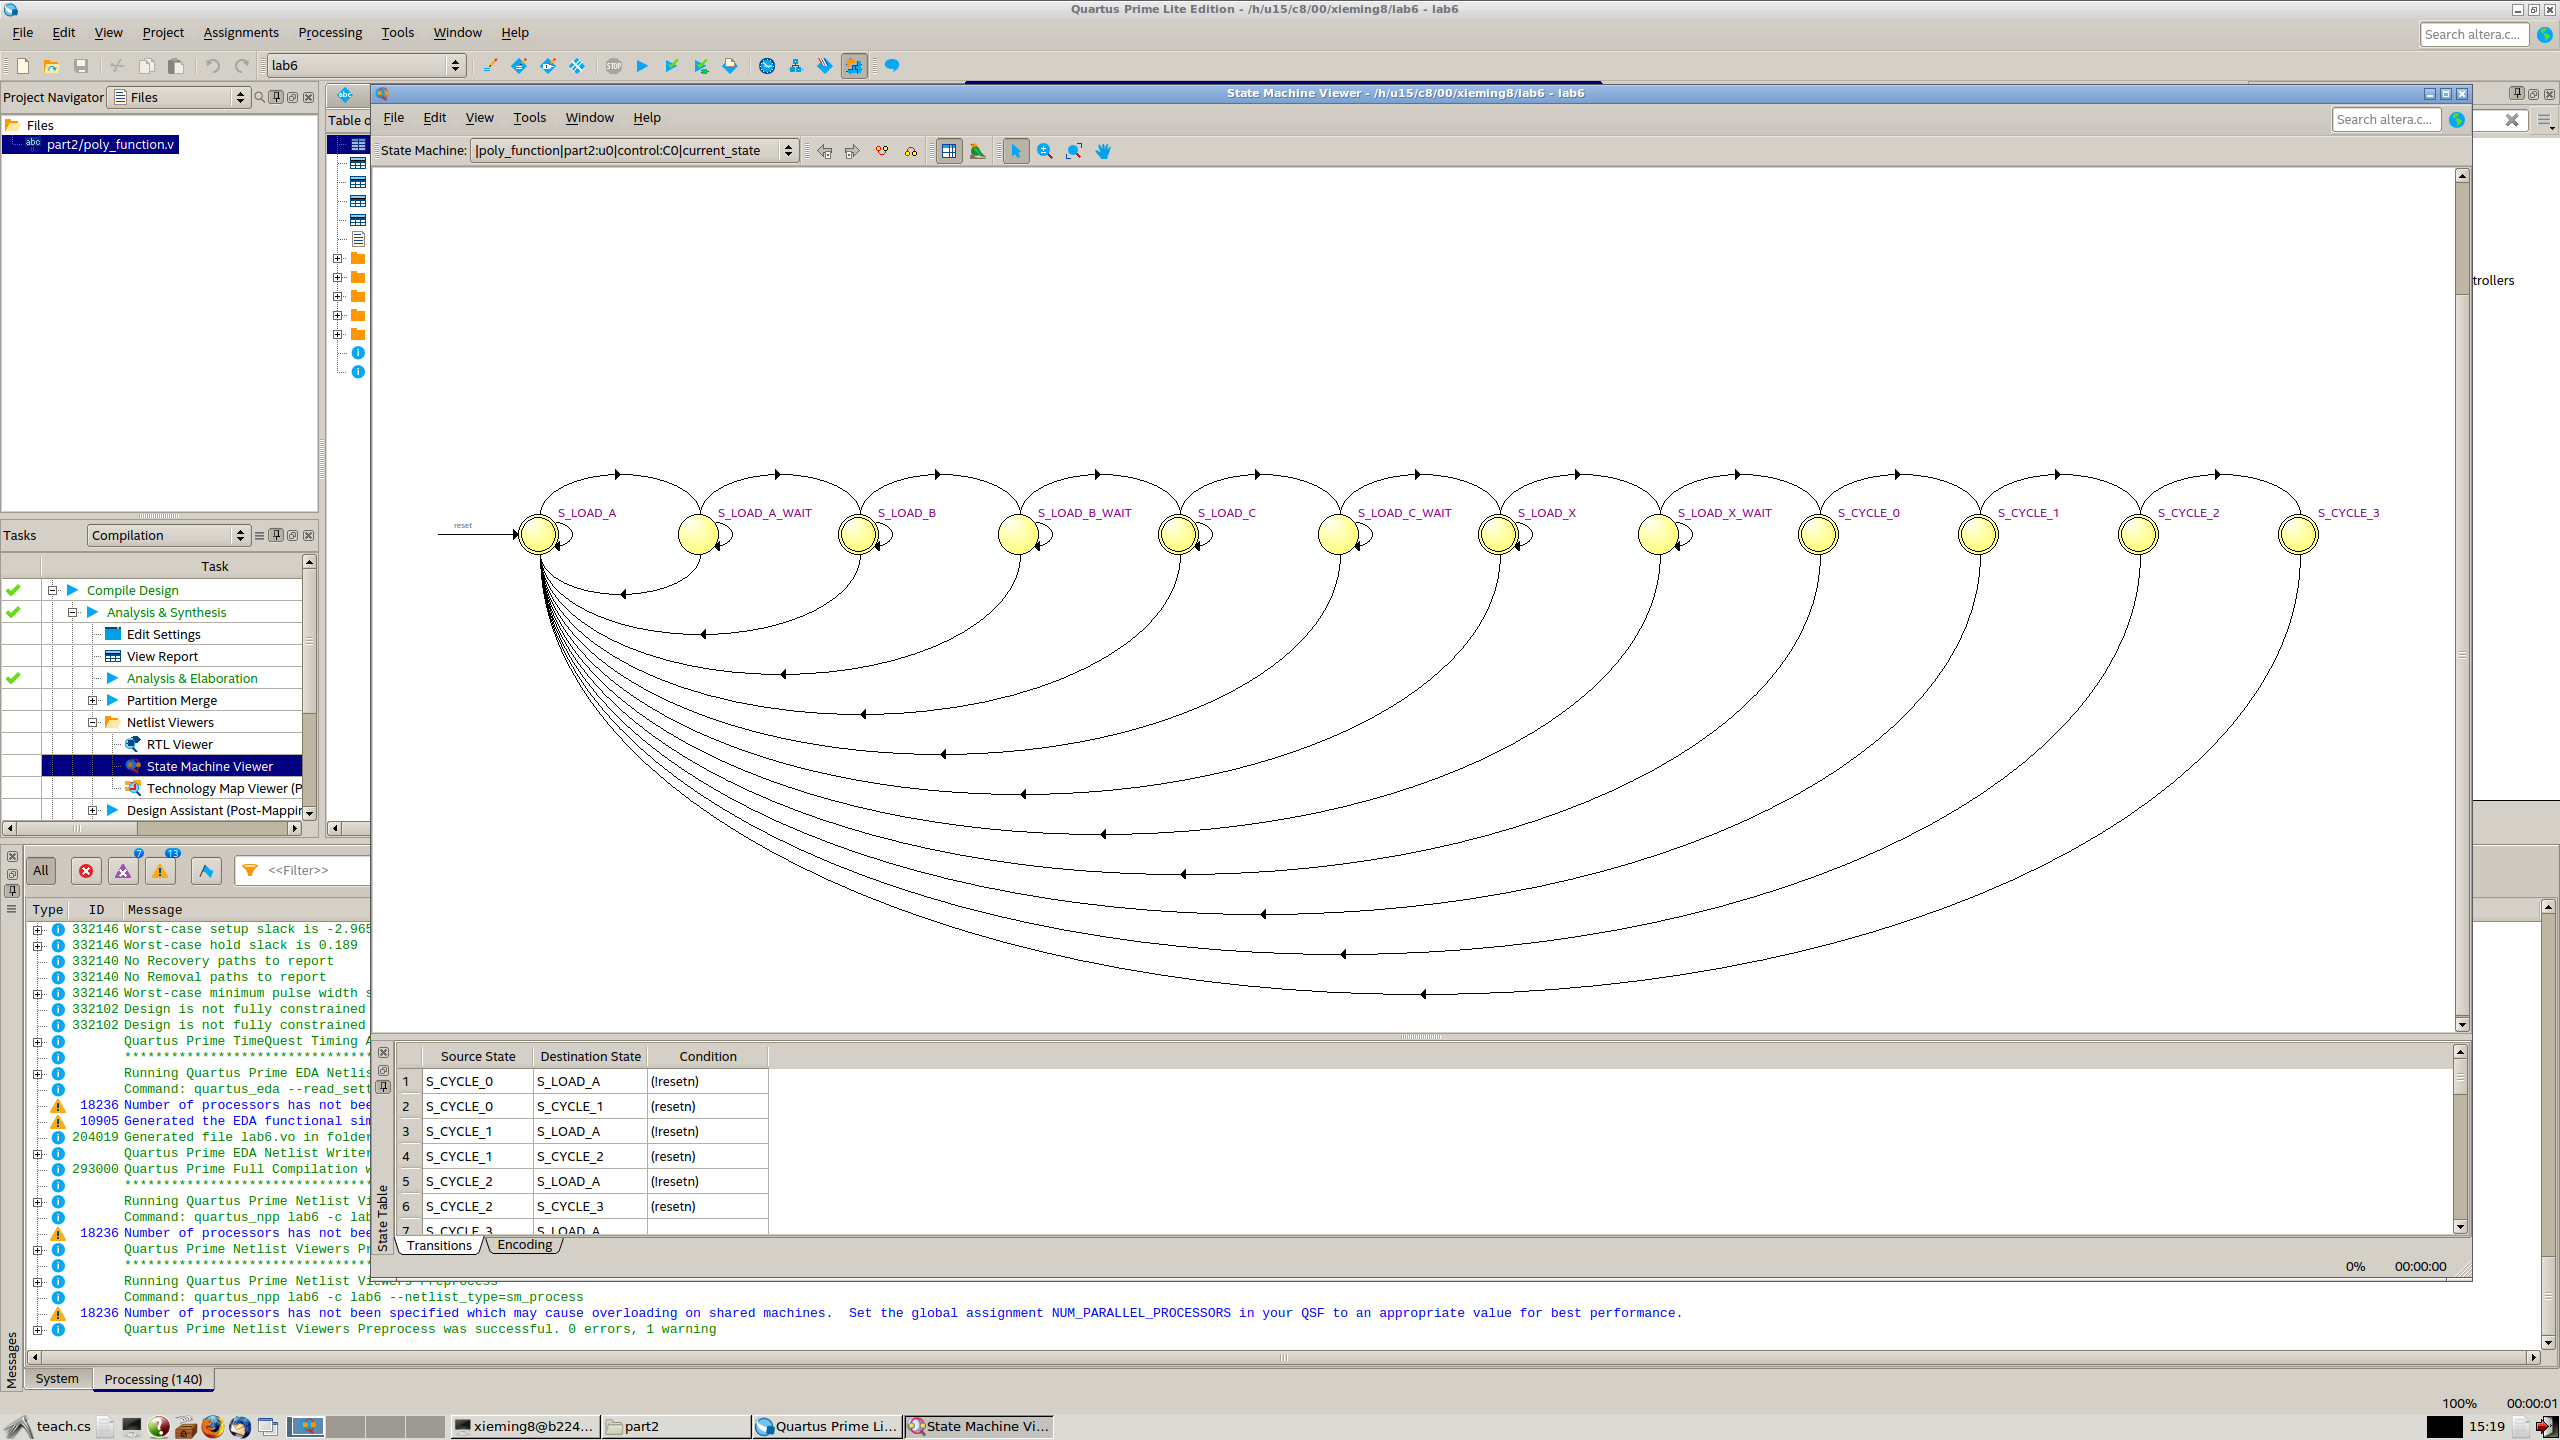 Quartus Prime Lite Edition - /h/u15/c8/00/xieming8/lab6 - lab6
File Edit View Project Assignments Processing Tools Window Help
Search altera.c...
lab6
Project Navigator Files
Files
part2/poly_function.v
Table o
State Machine Viewer - /h/u15/c8/00/xieming8/lab6 - lab6
File Edit View Tools Window Help
Search altera.c...
State Machine: |poly_function|part2:u0|control:C0|current_state
trollers
reset
S_LOAD_A S_LOAD_A_WAIT S_LOAD_B S_LOAD_B_WAIT S_LOAD_C S_LOAD_C_WAIT S_LOAD_X S_LOAD_X_WAIT S_CYCLE_0 S_CYCLE_1 S_CYCLE_2 S_CYCLE_3
Tasks Compilation
Task
Compile Design
Analysis & Synthesis
Edit Settings
View Report
Analysis & Elaboration
Partition Merge
Netlist Viewers
RTL Viewer
State Machine Viewer
Technology Map Viewer (P
Design Assistant (Post-Mappir
All 7 13 <<Filter>>
Type ID Message
332146 Worst-case setup slack is -2.965
332146 Worst-case hold slack is 0.189
332140 No Recovery paths to report
332140 No Removal paths to report
332146 Worst-case minimum pulse width s
332102 Design is not fully constrained
332102 Design is not fully constrained
Quartus Prime TimeQuest Timing A
*******************************
Running Quartus Prime EDA Netlis
Command: quartus_eda --read_sett
18236 Number of processors has not bee
10905 Generated the EDA functional sim
204019 Generated file lab6.vo in folder
Quartus Prime EDA Netlist Writer
293000 Quartus Prime Full Compilation w
*******************************
Running Quartus Prime Netlist Vi
Command: quartus_npp lab6 -c lab
18236 Number of processors has not bee
Quartus Prime Netlist Viewers Pr
*******************************
Running Quartus Prime Netlist Viewers Preprocess
Command: quartus_npp lab6 -c lab6 --netlist_type=sm_process
18236 Number of processors has not been specified which may cause overloading on shared machines. Set the global assignment NUM_PARALLEL_PROCESSORS in your QSF to an appropriate value for best performance.
Quartus Prime Netlist Viewers Preprocess was successful. 0 errors, 1 warning
Messages
System Processing (140)
State Table
Source State Destination State Condition
1 S_CYCLE_0 S_LOAD_A (!resetn)
2 S_CYCLE_0 S_CYCLE_1 (resetn)
3 S_CYCLE_1 S_LOAD_A (!resetn)
4 S_CYCLE_1 S_CYCLE_2 (resetn)
5 S_CYCLE_2 S_LOAD_A (!resetn)
6 S_CYCLE_2 S_CYCLE_3 (resetn)
7 S_CYCLE_3 S_LOAD_A
Transitions Encoding
0% 00:00:00
100% 00:00:01
teach.cs xieming8@b224... part2 Quartus Prime Li... State Machine Vi... 15:19